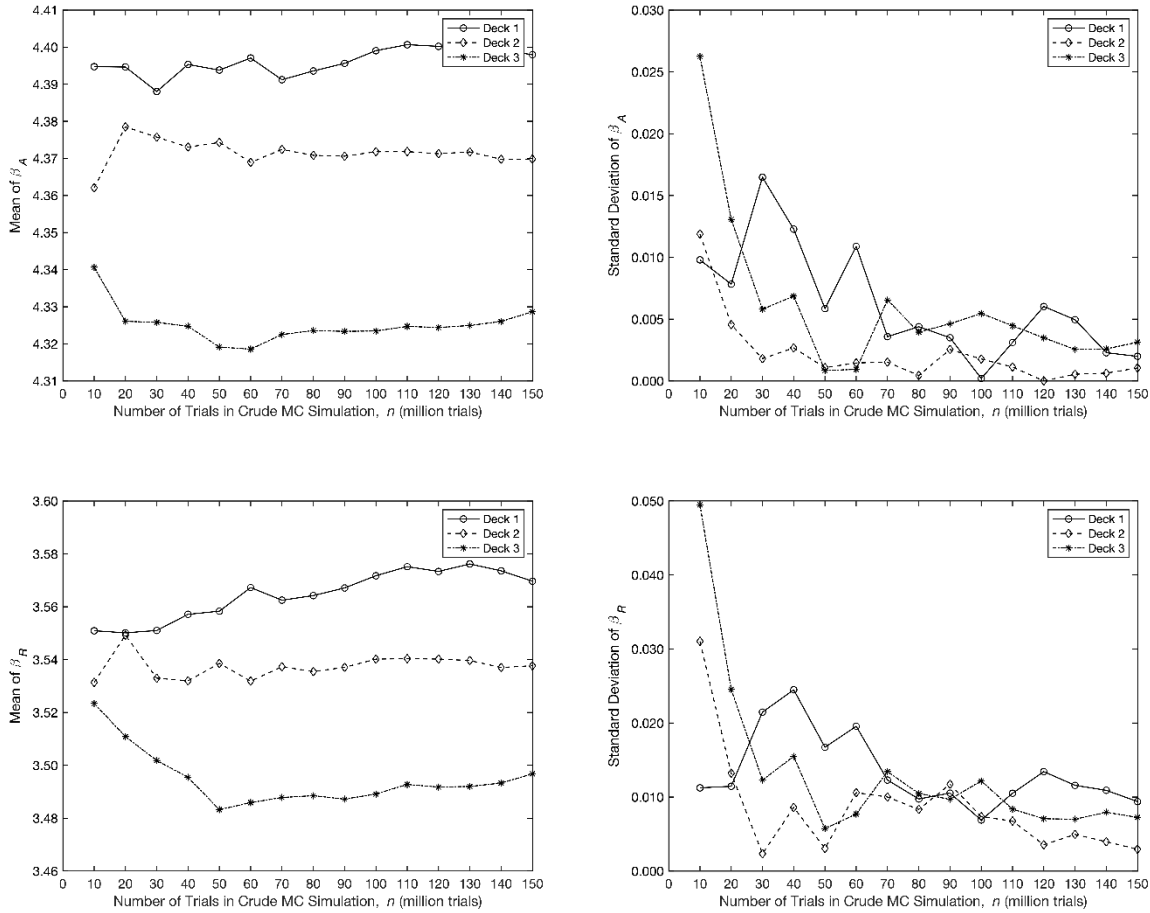 4.41
4.40
4.39
4.38
4.37
4.36
4.35
4.34
4.33
4.32
4.31
Mean of β A
Deck 1
Deck 2
Deck 3
0 10 20 30 40 50 60 70 80 90 100 110 120 130 140 150
Number of Trials in Crude MC Simulation, n (million trials)
0.030
0.025
0.020
0.015
0.010
0.005
0.000
Standard Deviation of β A
Deck 1
Deck 2
Deck 3
0 10 20 30 40 50 60 70 80 90 100 110 120 130 140 150
Number of Trials in Crude MC Simulation, n (million trials)
3.60
3.58
3.56
3.54
3.52
3.50
3.48
3.46
Mean of β R
Deck 1
Deck 2
Deck 3
0 10 20 30 40 50 60 70 80 90 100 110 120 130 140 150
Number of Trials in Crude MC Simulation, n (million trials)
0.050
0.040
0.030
0.020
0.010
0.000
Standard Deviation of β R
Deck 1
Deck 2
Deck 3
0 10 20 30 40 50 60 70 80 90 100 110 120 130 140 150
Number of Trials in Crude MC Simulation, n (million trials)